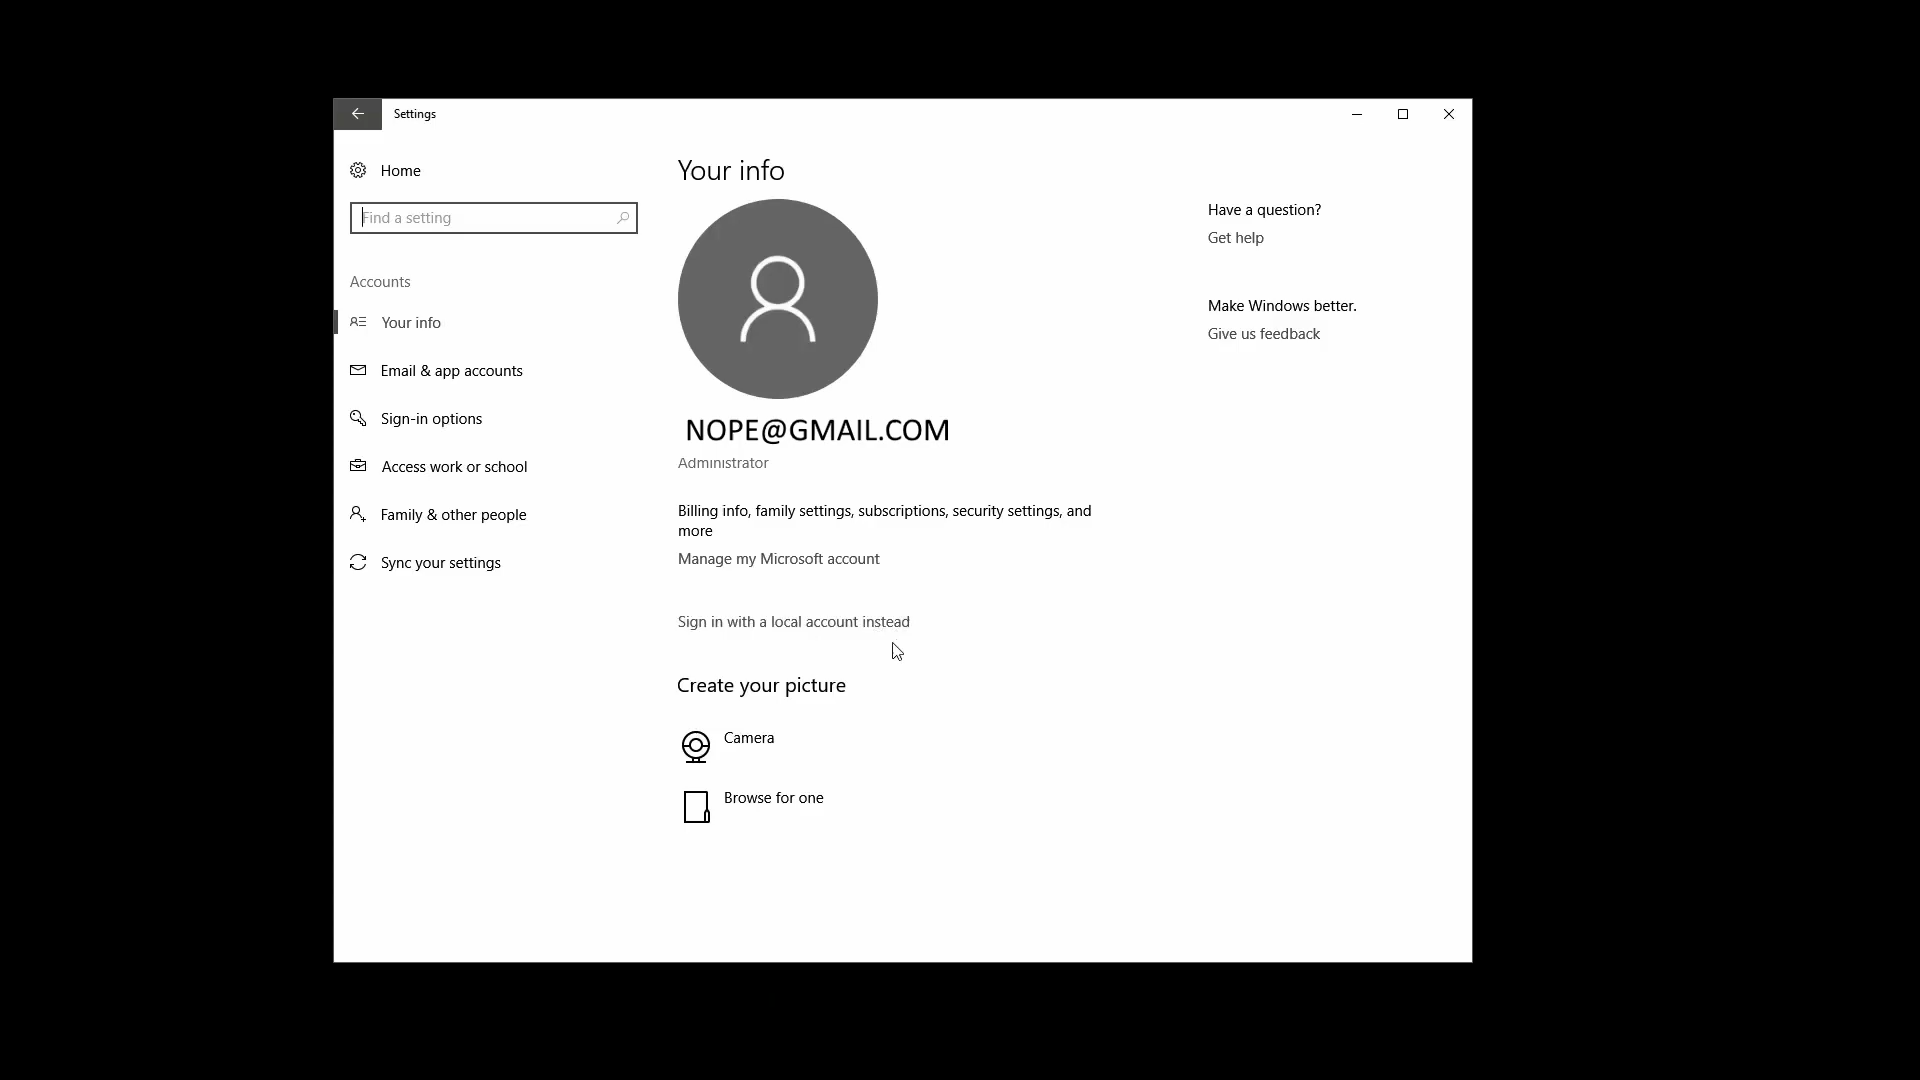 Settings
Home
Find a setting
Accounts
Your info
Email & app accounts
Sign-in options
Access work or school
Family & other people
Sync your settings
Your info
NOPE@GMAIL.COM
Administrator
Billing info, family settings, subscriptions, security settings, and
more
Manage my Microsoft account
Sign in with a local account instead
Create your picture
Camera
Browse for one
Have a question?
Get help
Make Windows better.
Give us feedback